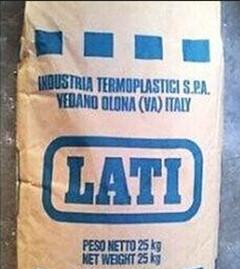 INDUSTRIA TERMOPLASTICI S.P.A.
VEDANO OLONA (VA) ITALY
LATI
PESO NETTO 25 kg
NET WEIGHT 25 kg